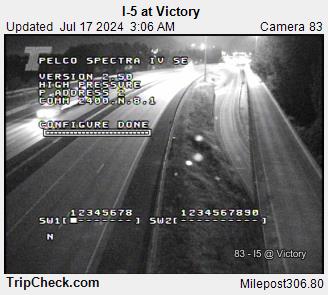 I-5 at Victory
Updated Jul 17 2024 3:06 AM Camera 83
PELCO SPECTRA IV SE
VERSION 2.50
HIGH PRESSURE
P ADDRESS 2
COMM 2400,N,8,1
CONFIGURE DONE
12345678 1234567890
SW1[ ] SW2[ ]
N
83 - I5 @ Victory
TripCheck.com Milepost306.80